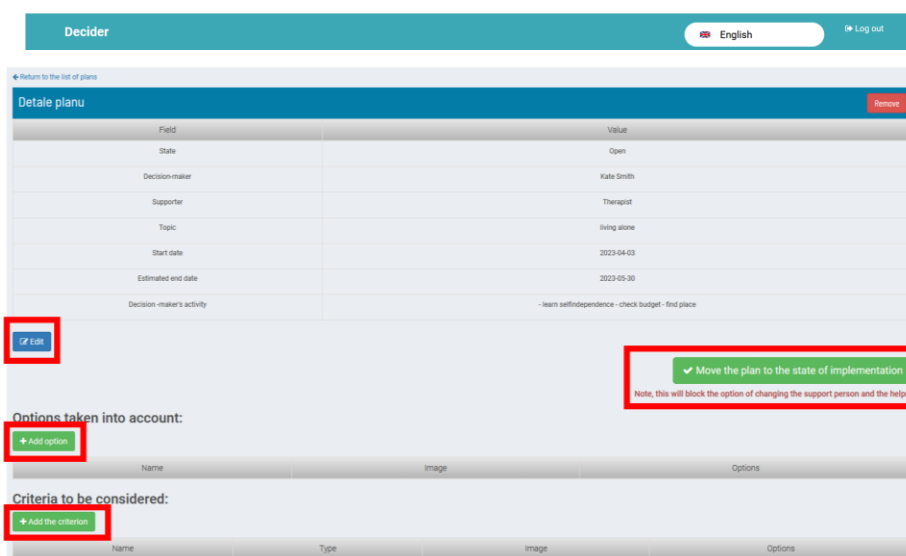 Decider
English
Log out
Return to the list of plans
Detale planu
Remove
Field Value
State Open
Decision-maker Kate Smith
Supporter Therapist
Topic living alone
Start date 2023-04-03
Estimated end date 2023-05-30
Decision -maker's activity - learn selfindependence - check budget - find place
Edit
Move the plan to the state of implementation
Note, this will block the option of changing the support person and the help
Options taken into account:
+ Add option
Name Image Options
Criteria to be considered:
+ Add the criterion
Name Type Image Options